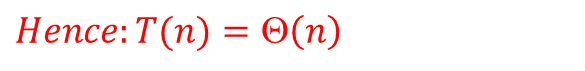 Hence: T(n) = Θ(n)